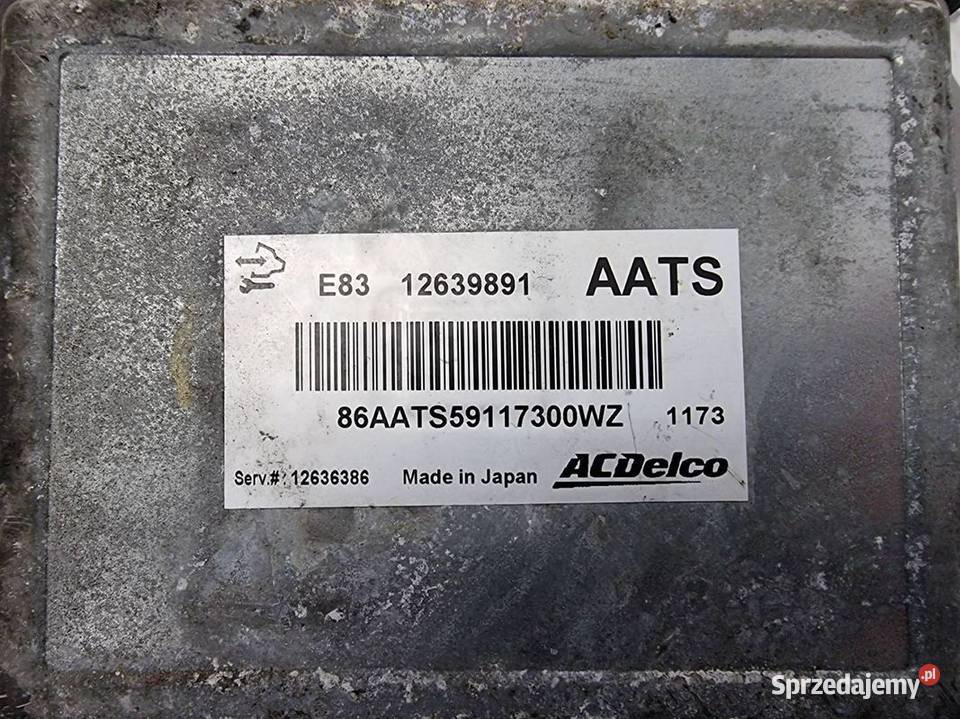 E83 12639891 AATS
86AATS59117300WZ 1173
Serv.#: 12636386 Made in Japan ACDelco
Sprzedajemy.pl